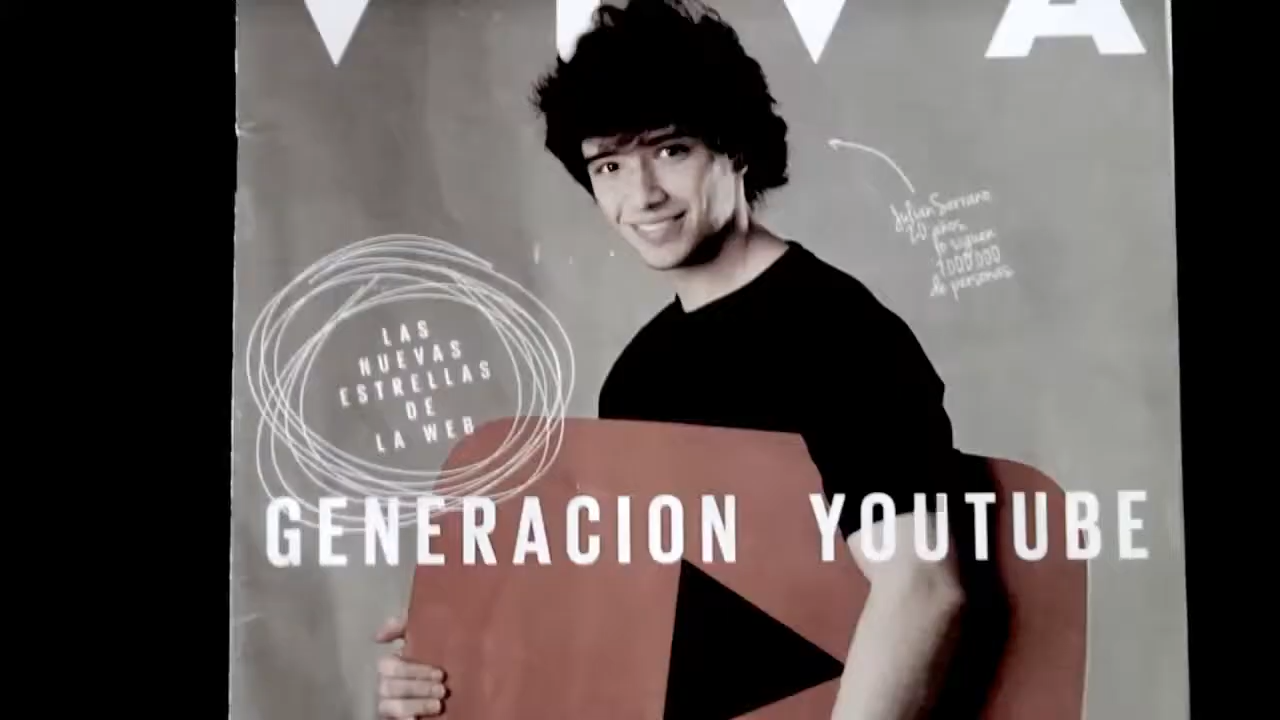 VIVA
Julian Serrano
20 años
lo siguen
1.000.000
de personas
LAS
NUEVAS
ESTRELLAS
DE
LA WEB
GENERACION YOUTUBE